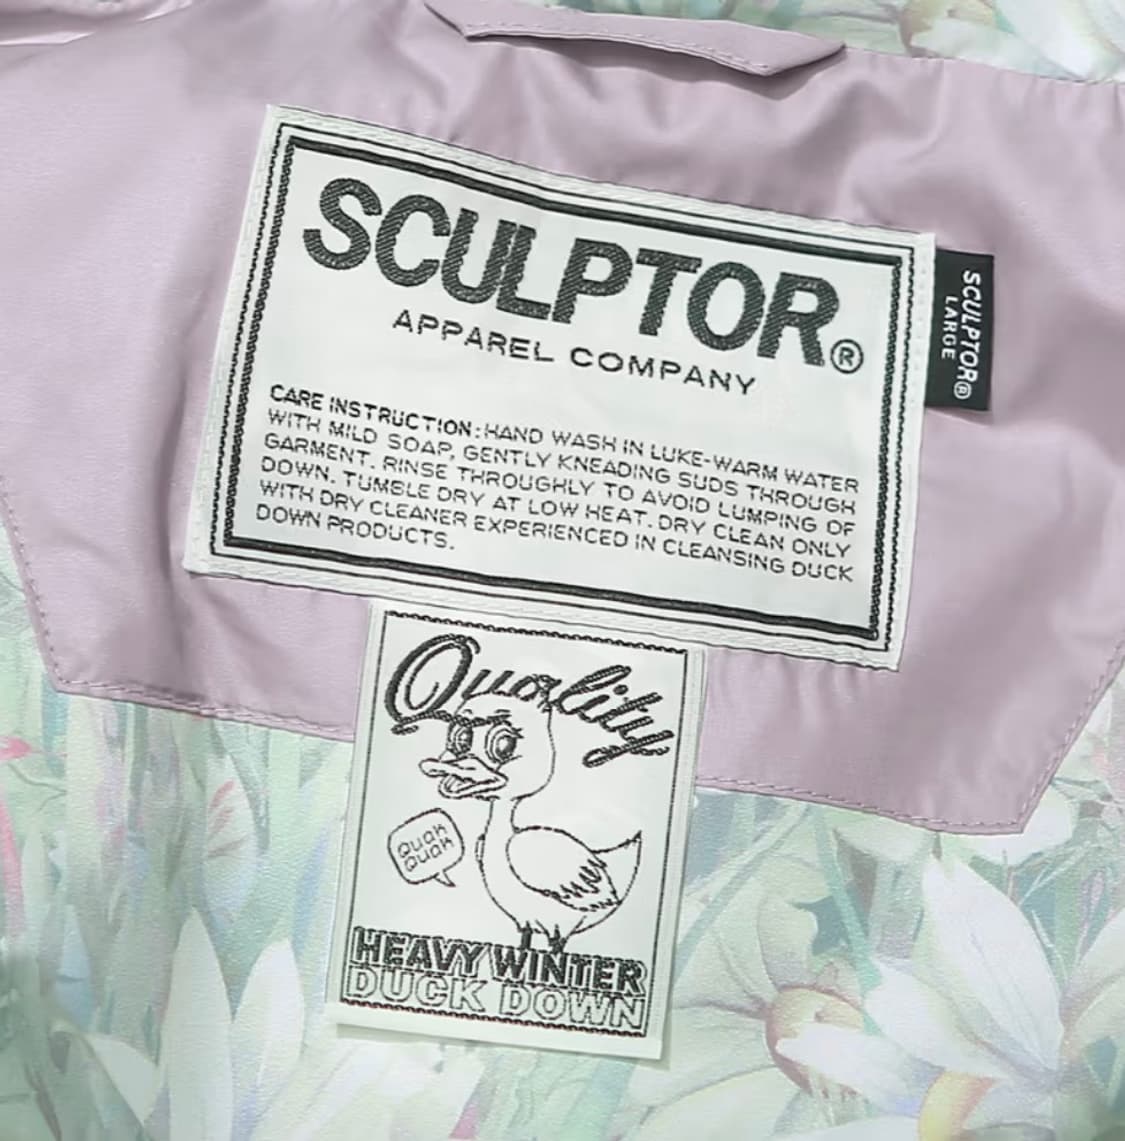 SCULPTOR®
APPAREL COMPANY
CARE INSTRUCTION: HAND WASH IN LUKE-WARM WATER
WITH MILD SOAP, GENTLY KNEADING SUDS THROUGH
GARMENT. RINSE THROUGHLY TO AVOID LUMPING OF
DOWN. TUMBLE DRY AT LOW HEAT. DRY CLEAN ONLY
WITH DRY CLEANER EXPERIENCED IN CLEANSING DUCK
DOWN PRODUCTS.
SCULPTOR®
LARGE
Quality
QUAK
QUAK
HEAVY WINTER
DUCK DOWN